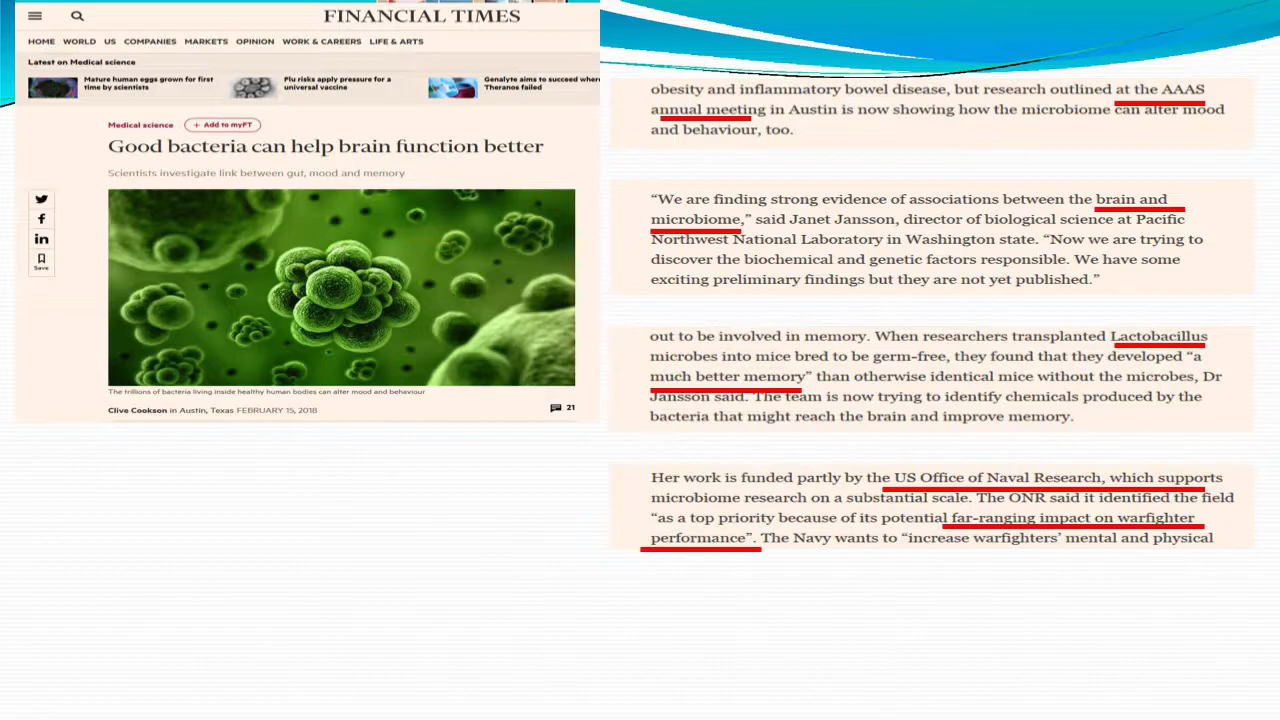 FINANCIAL TIMES
HOME WORLD US COMPANIES MARKETS OPINION WORK & CAREERS LIFE & ARTS
Latest on Medical science
Mature human eggs grown for first
time by scientists
Flu risks apply pressure for a
universal vaccine
Genalyte aims to succeed where
Theranos failed
Medical science + Add to myFT
Good bacteria can help brain function better
Scientists investigate link between gut, mood and memory
Save
The trillions of bacteria living inside healthy human bodies can alter mood and behaviour
Clive Cookson in Austin, Texas FEBRUARY 15, 2018
21
obesity and inflammatory bowel disease, but research outlined at the AAAS
annual meeting in Austin is now showing how the microbiome can alter mood
and behaviour, too.
“We are finding strong evidence of associations between the brain and
microbiome,” said Janet Jansson, director of biological science at Pacific
Northwest National Laboratory in Washington state. “Now we are trying to
discover the biochemical and genetic factors responsible. We have some
exciting preliminary findings but they are not yet published.”
out to be involved in memory. When researchers transplanted Lactobacillus
microbes into mice bred to be germ-free, they found that they developed “a
much better memory” than otherwise identical mice without the microbes, Dr
Jansson said. The team is now trying to identify chemicals produced by the
bacteria that might reach the brain and improve memory.
Her work is funded partly by the US Office of Naval Research, which supports
microbiome research on a substantial scale. The ONR said it identified the field
“as a top priority because of its potential far-ranging impact on warfighter
performance”. The Navy wants to “increase warfighters’ mental and physical